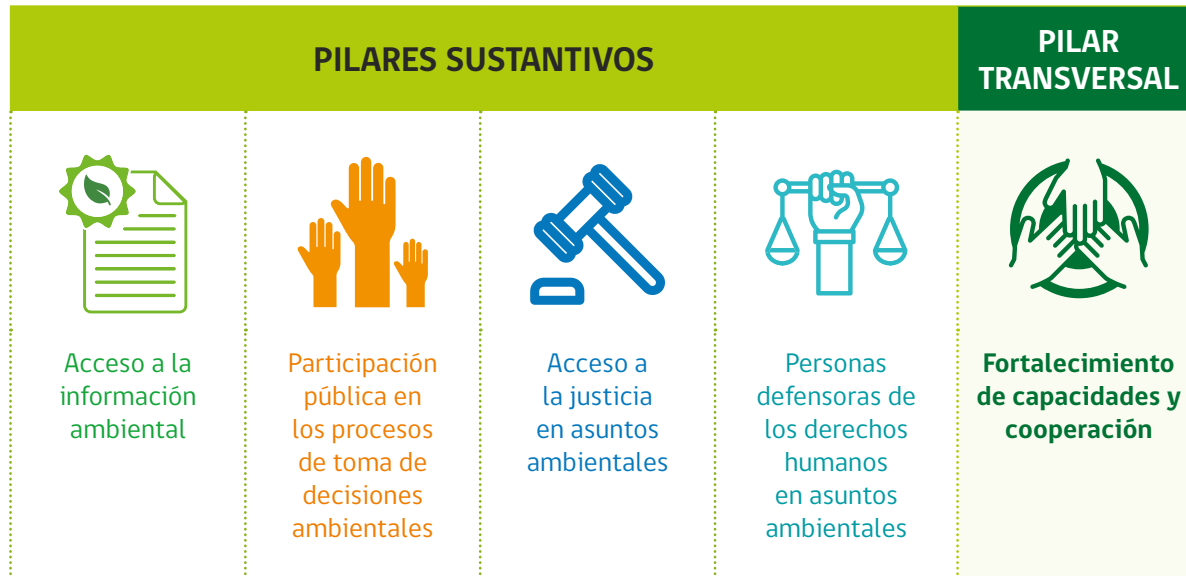 PILARES SUSTANTIVOS
PILAR
TRANSVERSAL
Acceso a la
información
ambiental
Participación
pública en
los procesos
de toma de
decisiones
ambientales
Acceso a
la justicia
en asuntos
ambientales
Personas
defensoras de
los derechos
humanos
en asuntos
ambientales
Fortalecimiento
de capacidades y
cooperación